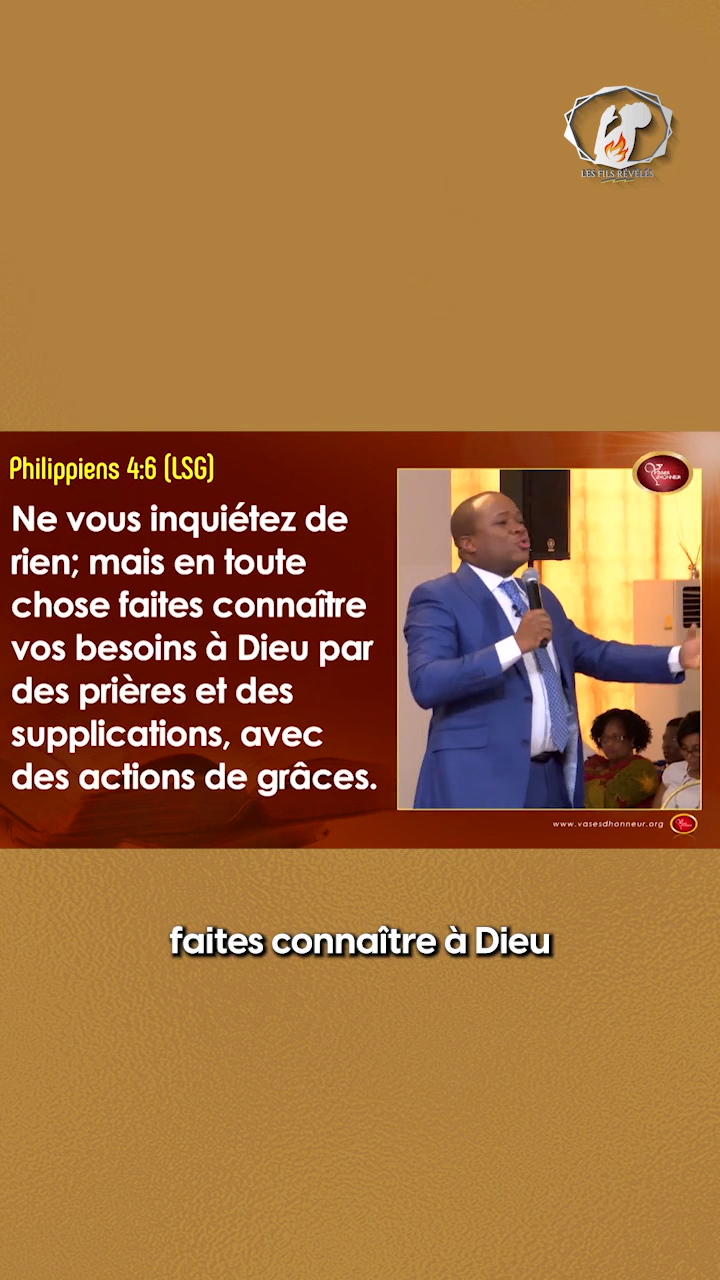 LES FILS RÉVÉLÉS
Philippiens 4:6 (LSG)
Ne vous inquiétez de
rien; mais en toute
chose faites connaître
vos besoins à Dieu par
des prières et des
supplications, avec
des actions de grâces.
www.vasesdhonneur.org
faites connaître à Dieu